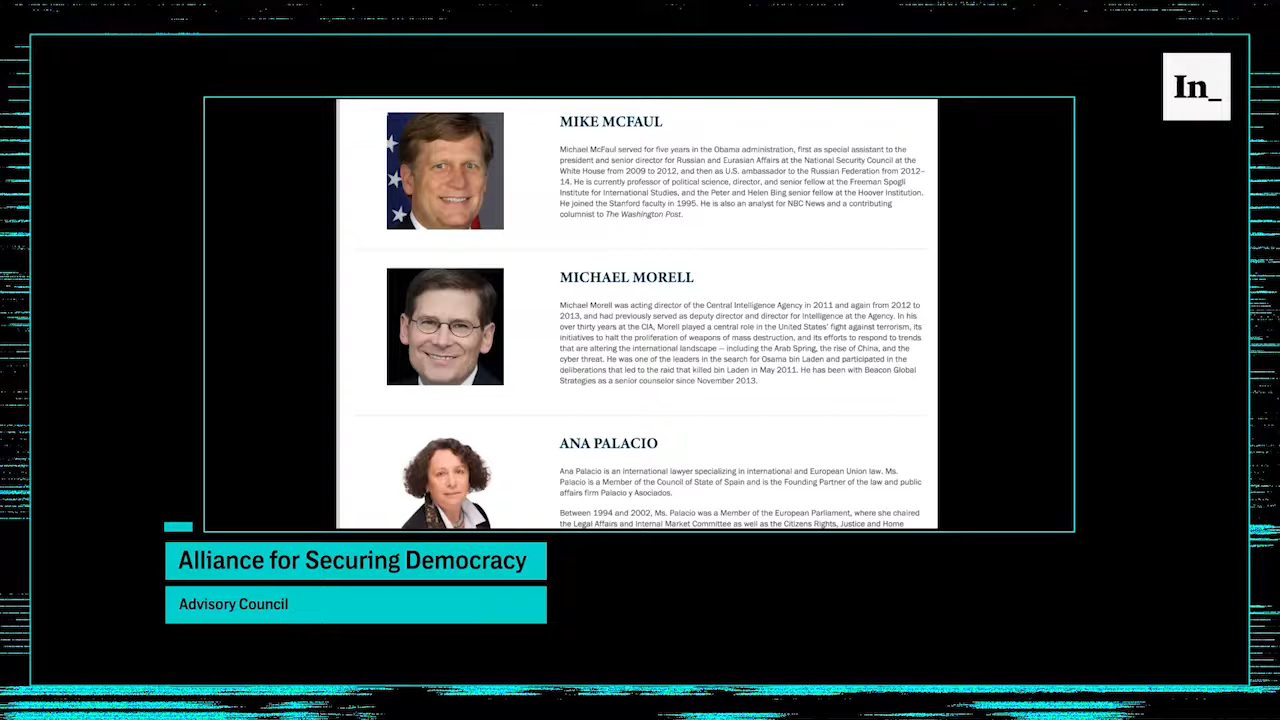 In_
MIKE MCFAUL
Michael McFaul served for five years in the Obama administration, first as special assistant to the
president and senior director for Russian and Eurasian Affairs at the National Security Council at the
White House from 2009 to 2012, and then as U.S. ambassador to the Russian Federation from 2012–
14. He is currently professor of political science, director, and senior fellow at the Freeman Spogli
Institute for International Studies, and the Peter and Helen Bing senior fellow at the Hoover Institution.
He joined the Stanford faculty in 1995. He is also an analyst for NBC News and a contributing
columnist to The Washington Post.
MICHAEL MORELL
Michael Morell was acting director of the Central Intelligence Agency in 2011 and again from 2012 to
2013, and had previously served as deputy director and director for Intelligence at the Agency. In his
over thirty years at the CIA, Morell played a central role in the United States' fight against terrorism, its
initiatives to halt the proliferation of weapons of mass destruction, and its efforts to respond to trends
that are altering the international landscape — including the Arab Spring, the rise of China, and the
cyber threat. He was one of the leaders in the search for Osama bin Laden and participated in the
deliberations that led to the raid that killed bin Laden in May 2011. He has been with Beacon Global
Strategies as a senior counselor since November 2013.
ANA PALACIO
Ana Palacio is an international lawyer specializing in international and European Union law. Ms.
Palacio is a Member of the Council of State of Spain and is the Founding Partner of the law and public
affairs firm Palacio y Asociados.
Between 1994 and 2002, Ms. Palacio was a Member of the European Parliament, where she chaired
the Legal Affairs and Internal Market Committee as well as the Citizens Rights, Justice and Home
Alliance for Securing Democracy
Advisory Council